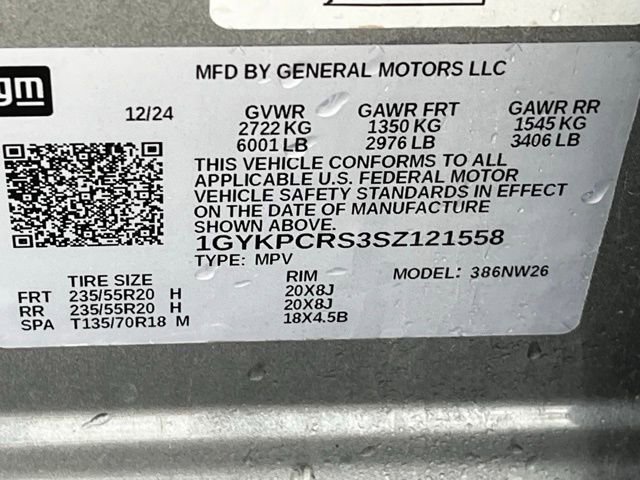 MFD BY GENERAL MOTORS LLC
gm
12/24 GVWR GAWR FRT GAWR RR
2722 KG 1350 KG 1545 KG
6001 LB 2976 LB 3406 LB
THIS VEHICLE CONFORMS TO ALL
APPLICABLE U.S. FEDERAL MOTOR
VEHICLE SAFETY STANDARDS IN EFFECT
ON THE DATE OF MANUFACTURE
SHOWN ABOVE.
1GYKPCRS3SZ121558
TYPE: MPV MODEL: 386NW26
TIRE SIZE RIM
FRT 235/55R20 H 20X8J
RR 235/55R20 H 20X8J
SPA T135/70R18 M 18X4.5B